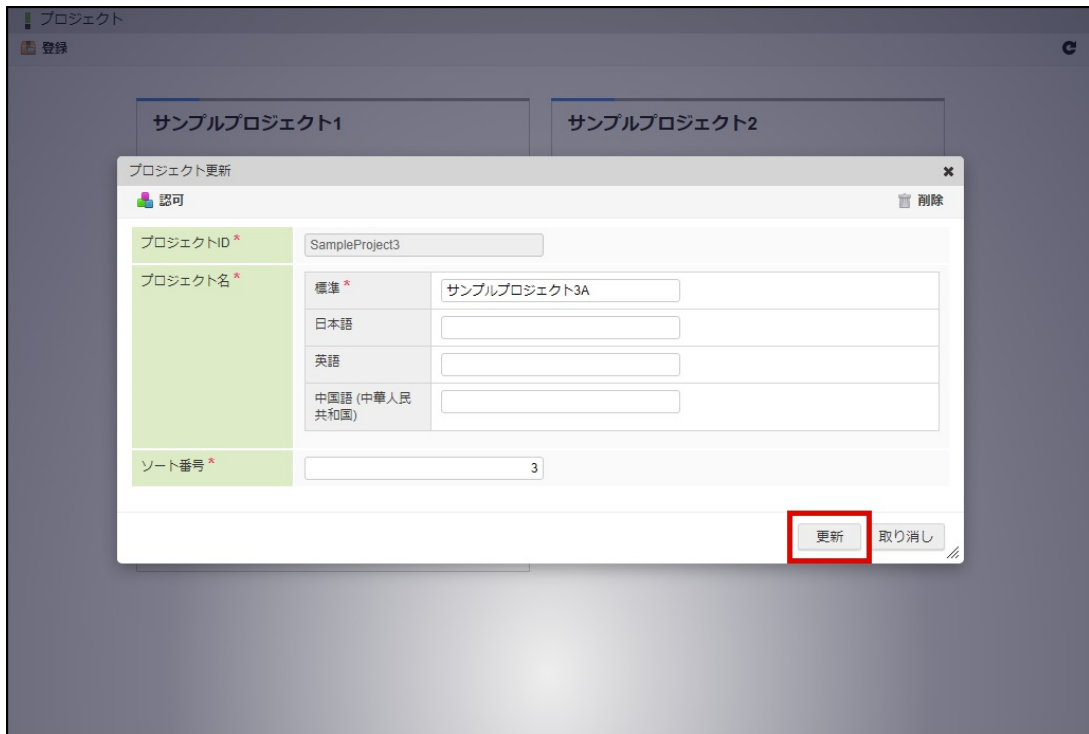 プロジェクト
登録
サンプルプロジェクト1
サンプルプロジェクト2
プロジェクト更新
認可
削除
プロジェクトID *
SampleProject3
プロジェクト名 *
標準 *
サンプルプロジェクト3A
日本語
英語
中国語 (中華人民
共和国)
ソート番号 *
3
更新
取り消し